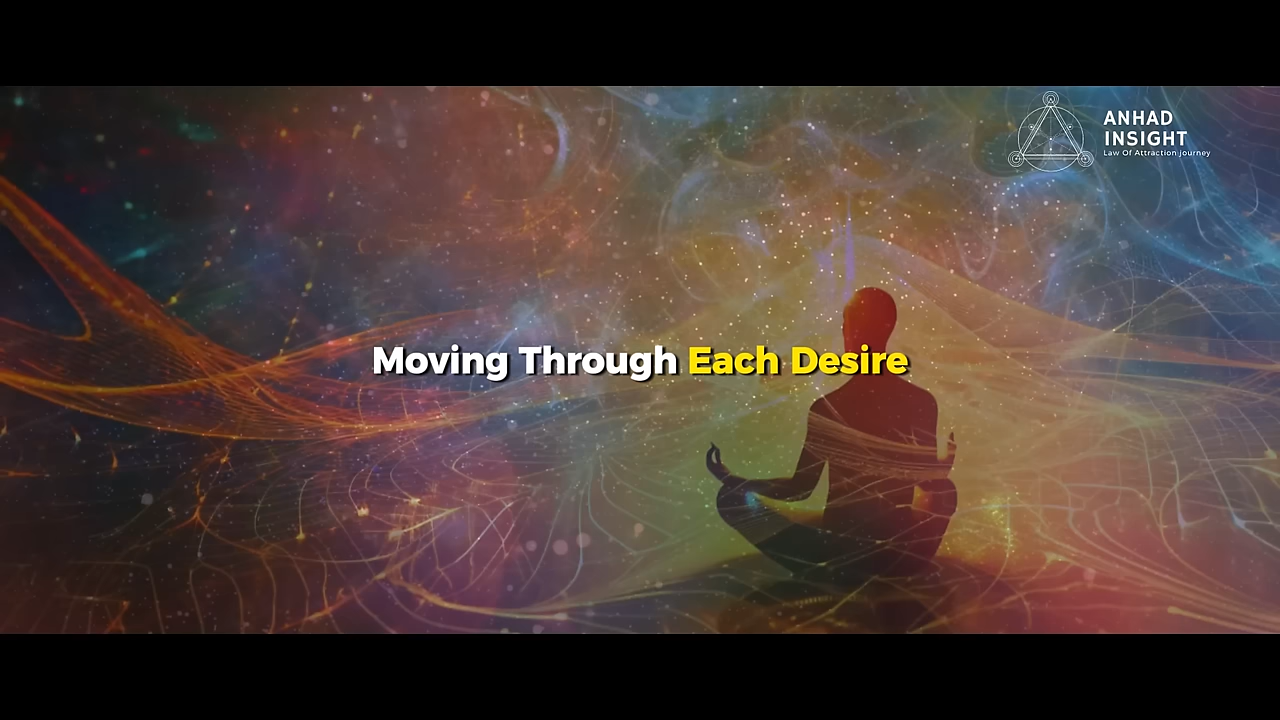 ANHAD
INSIGHT
Law Of Attraction journey
Moving Through Each Desire